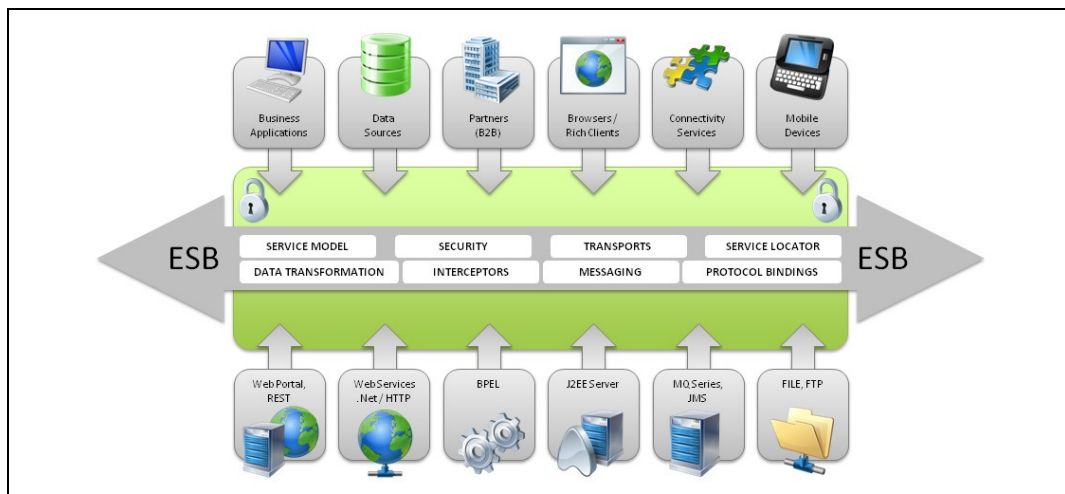 Business
Applications
Data
Sources
Partners
(B2B)
Browsers /
Rich Clients
Connectivity
Services
Mobile
Devices
ESB
SERVICE MODEL
SECURITY
TRANSPORTS
SERVICE LOCATOR
DATA TRANSFORMATION
INTERCEPTORS
MESSAGING
PROTOCOL BINDINGS
ESB
Web Portal,
REST
Web Services
.Net / HTTP
BPEL
J2EE Server
MQ Series,
JMS
FILE, FTP